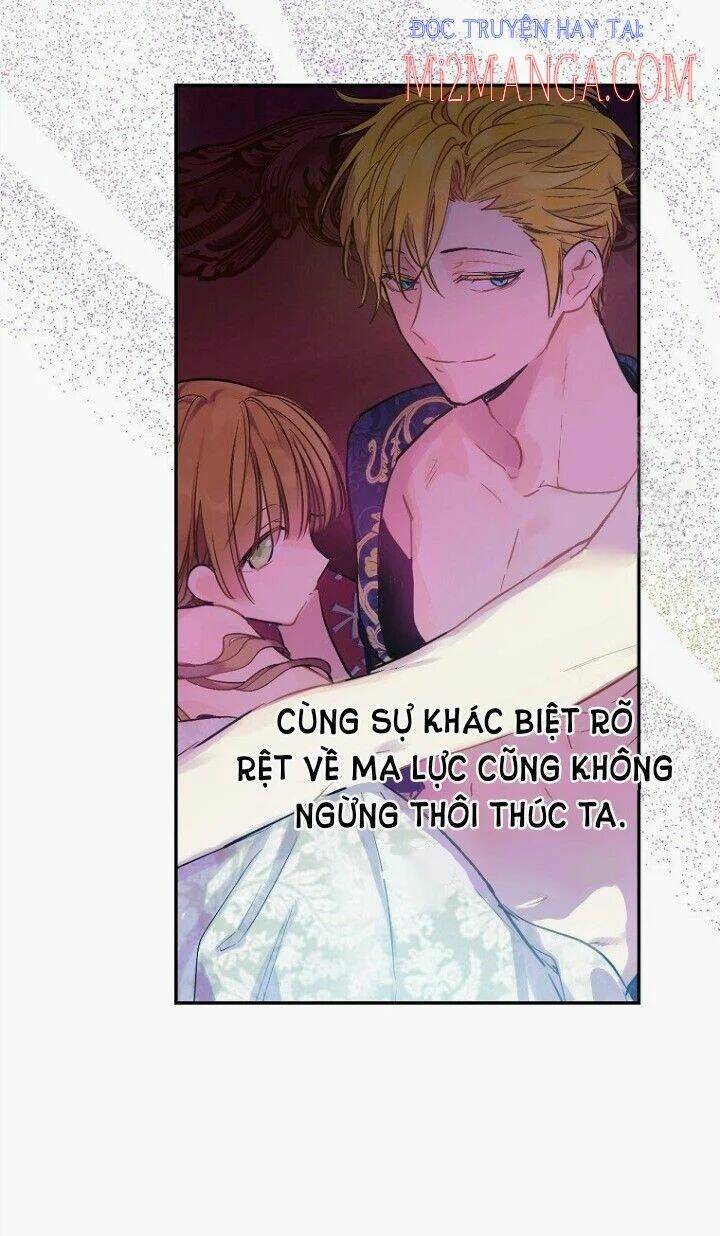 ĐỌC TRUYỆN HAY TẠI:
Mi2MANGA.COM
CÙNG SỰ KHÁC BIỆT RÕ
RỆT VỀ MA LỰC CŨNG KHÔNG
NGỪNG THÔI THÚC TA.